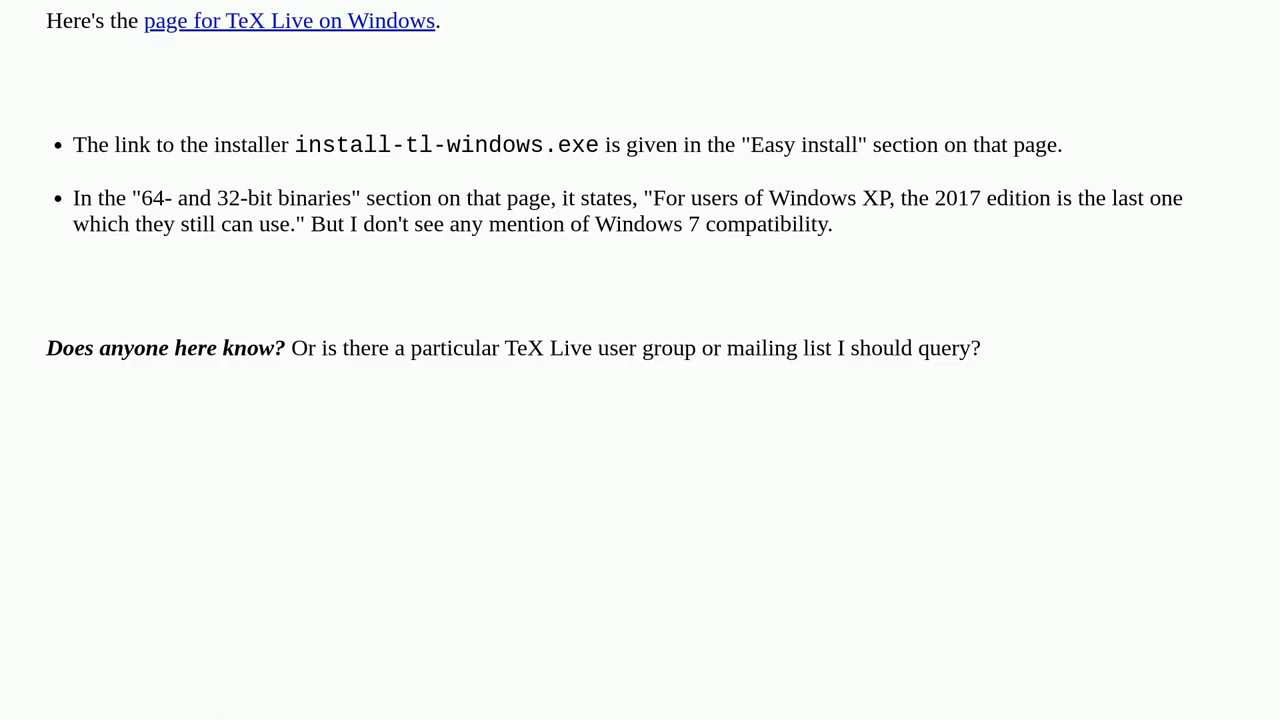 Here's the page for TeX Live on Windows.
• The link to the installer install-tl-windows.exe is given in the "Easy install" section on that page.
• In the "64- and 32-bit binaries" section on that page, it states, "For users of Windows XP, the 2017 edition is the last one
which they still can use." But I don't see any mention of Windows 7 compatibility.
Does anyone here know? Or is there a particular TeX Live user group or mailing list I should query?